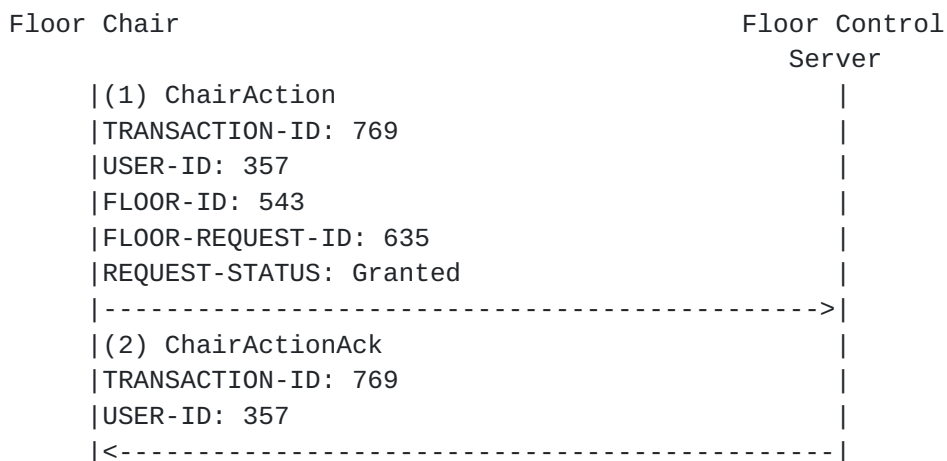 Floor Chair                                 Floor Control
                                               Server
     |(1) ChairAction                              |
     |TRANSACTION-ID: 769                          |
     |USER-ID: 357                                 |
     |FLOOR-ID: 543                                |
     |FLOOR-REQUEST-ID: 635                        |
     |REQUEST-STATUS: Granted                      |
     |-------------------------------------------->|
     |(2) ChairActionAck                           |
     |TRANSACTION-ID: 769                          |
     |USER-ID: 357                                 |
     |<--------------------------------------------|